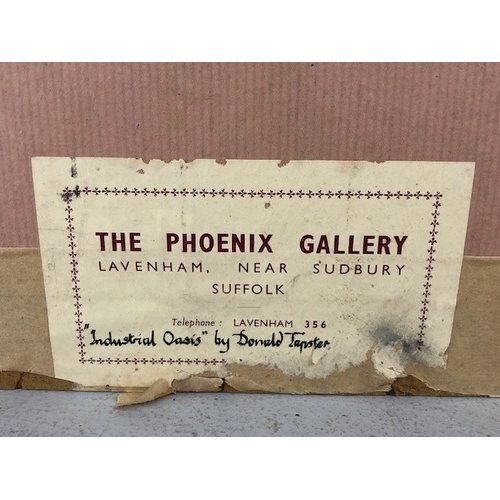 THE PHOENIX GALLERY
LAVENHAM, NEAR SUDBURY
SUFFOLK
Telephone : LAVENHAM 356
"Industrial Oasis" by Donald Tapster